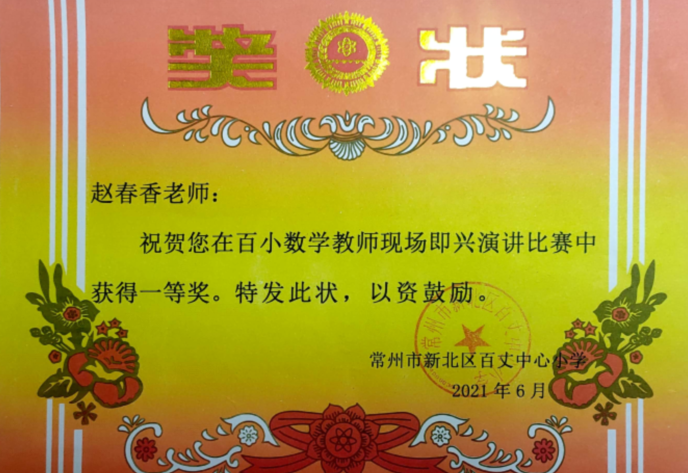 奖状
赵春香老师：
祝贺您在百小数学教师现场即兴演讲比赛中
获得一等奖。特发此状，以资鼓励。
常州市新北区百丈中心小学
2021年6月